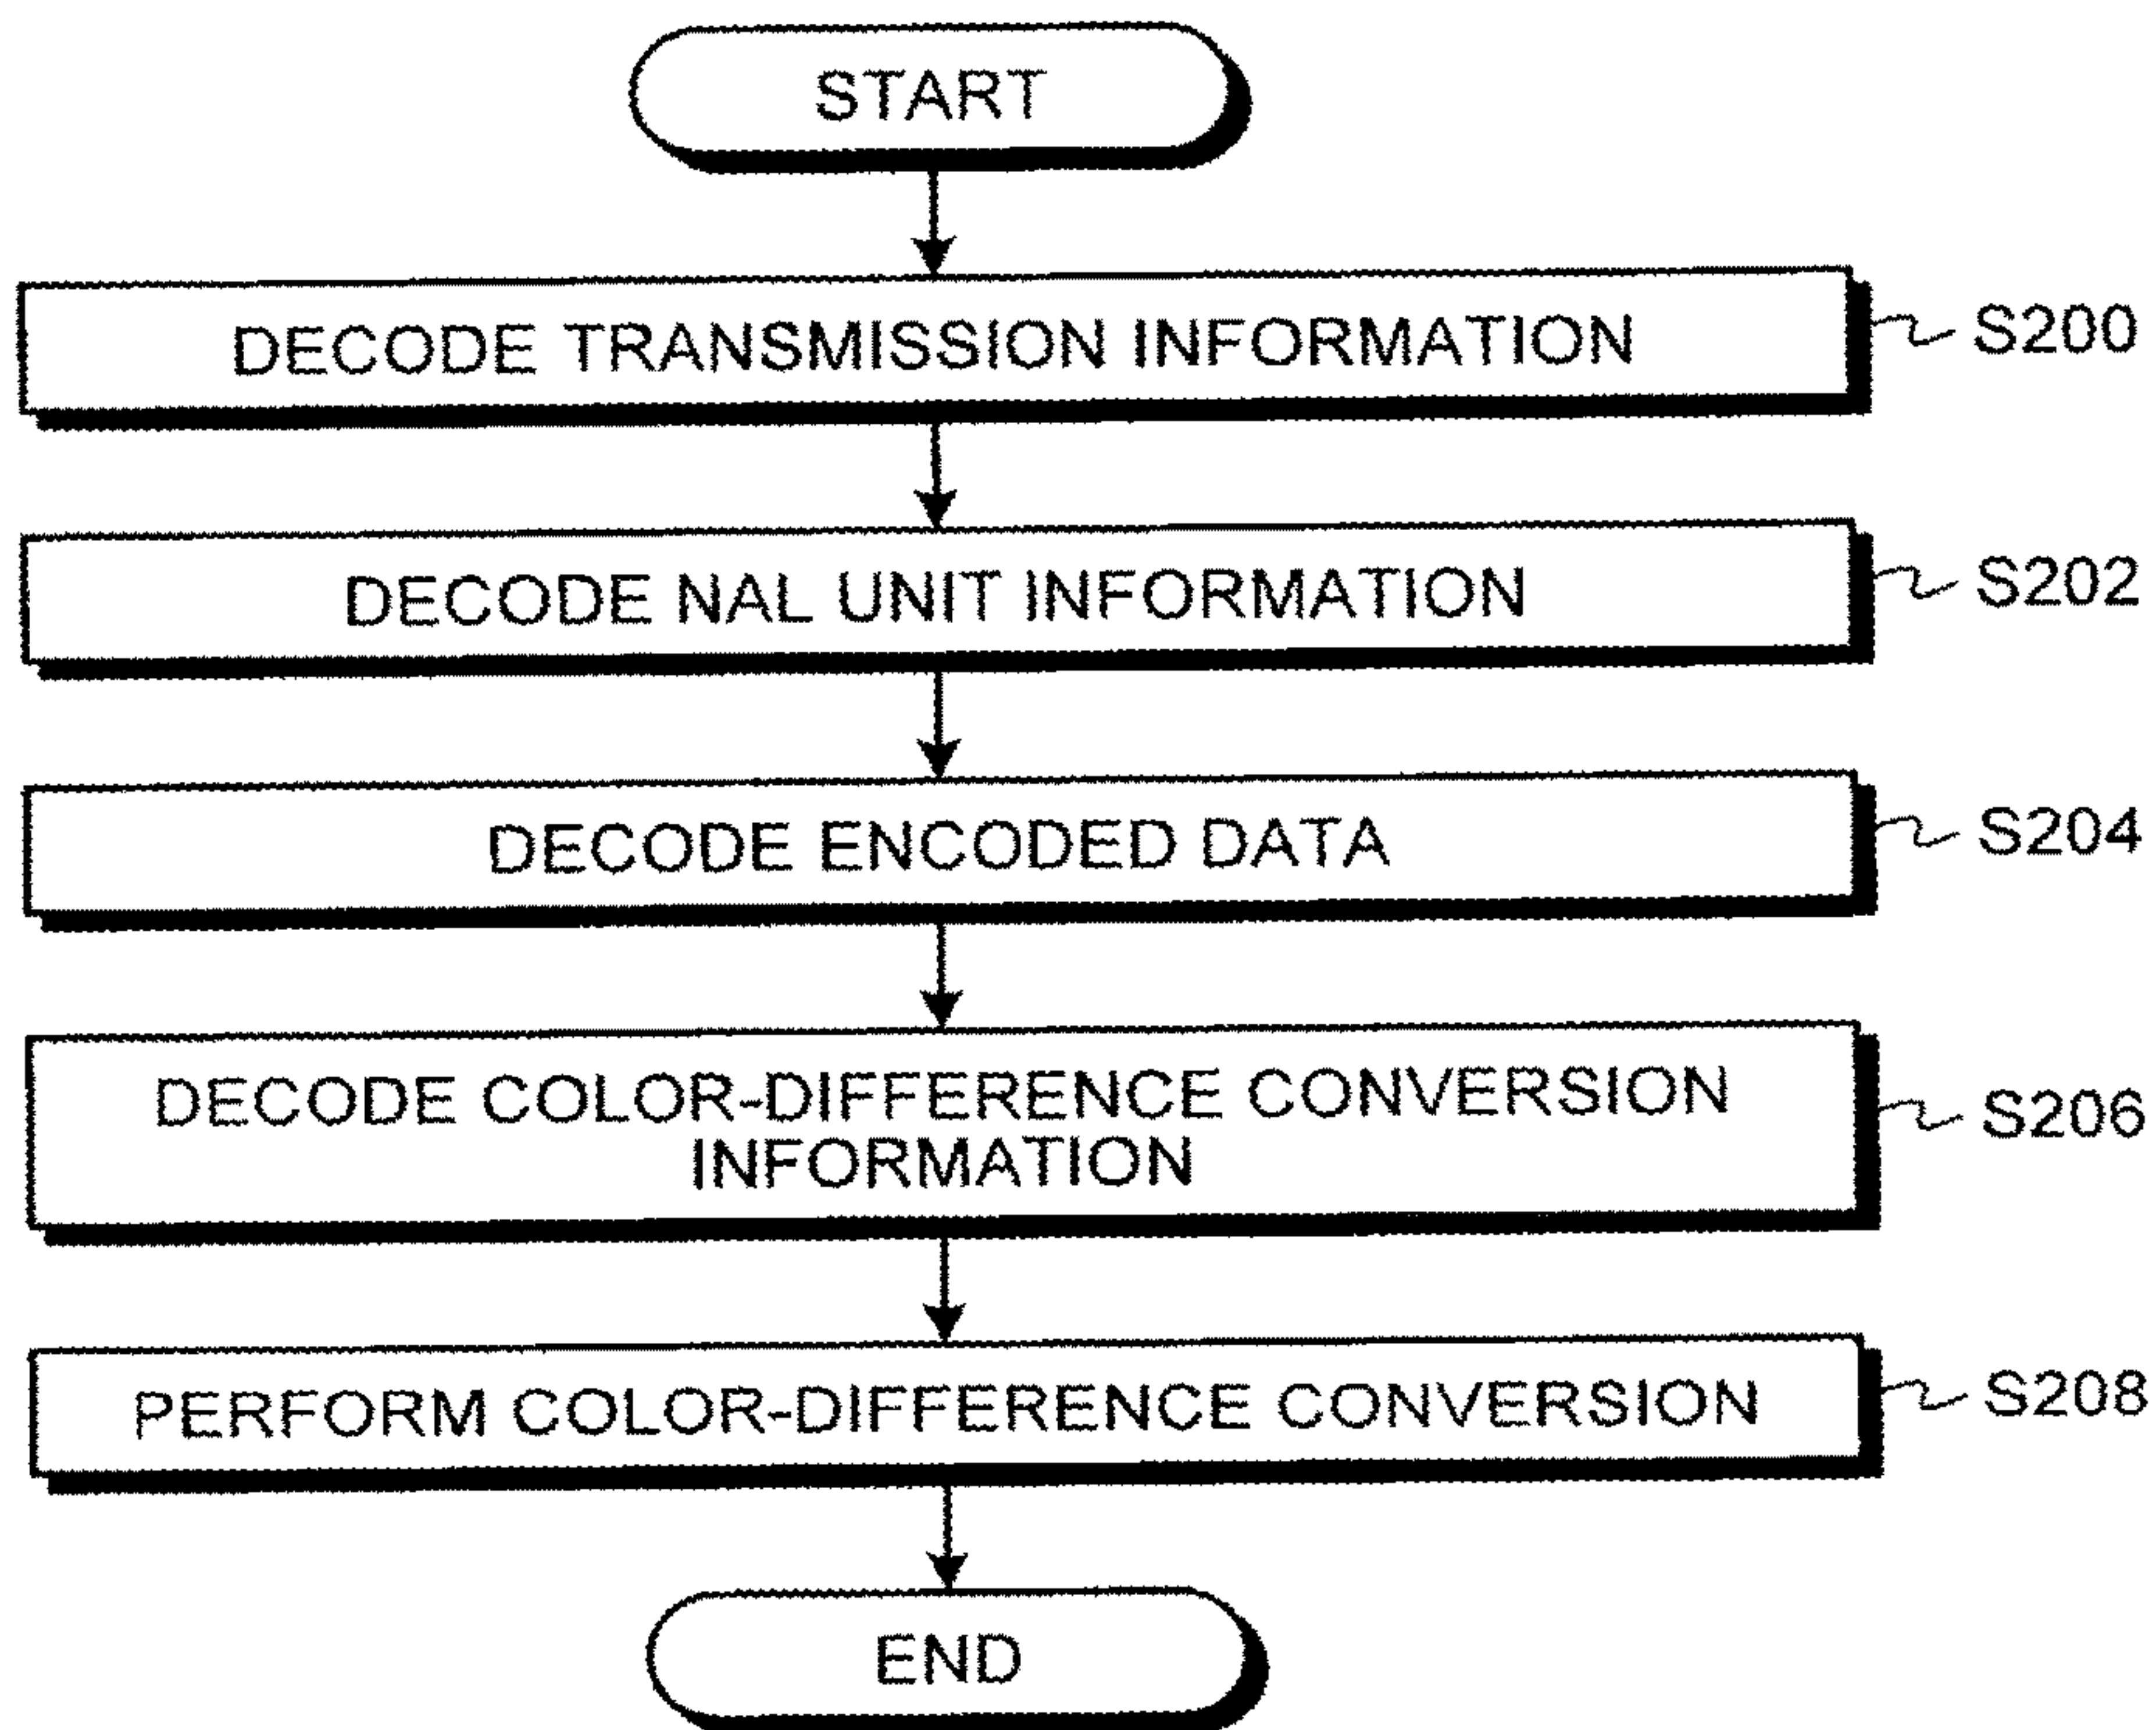 START
DECODE TRANSMISSION INFORMATION
S200
DECODE NAL UNIT INFORMATION
S202
DECODE ENCODED DATA
S204
DECODE COLOR-DIFFERENCE CONVERSION
INFORMATION
S206
PERFORM COLOR-DIFFERENCE CONVERSION
S208
END